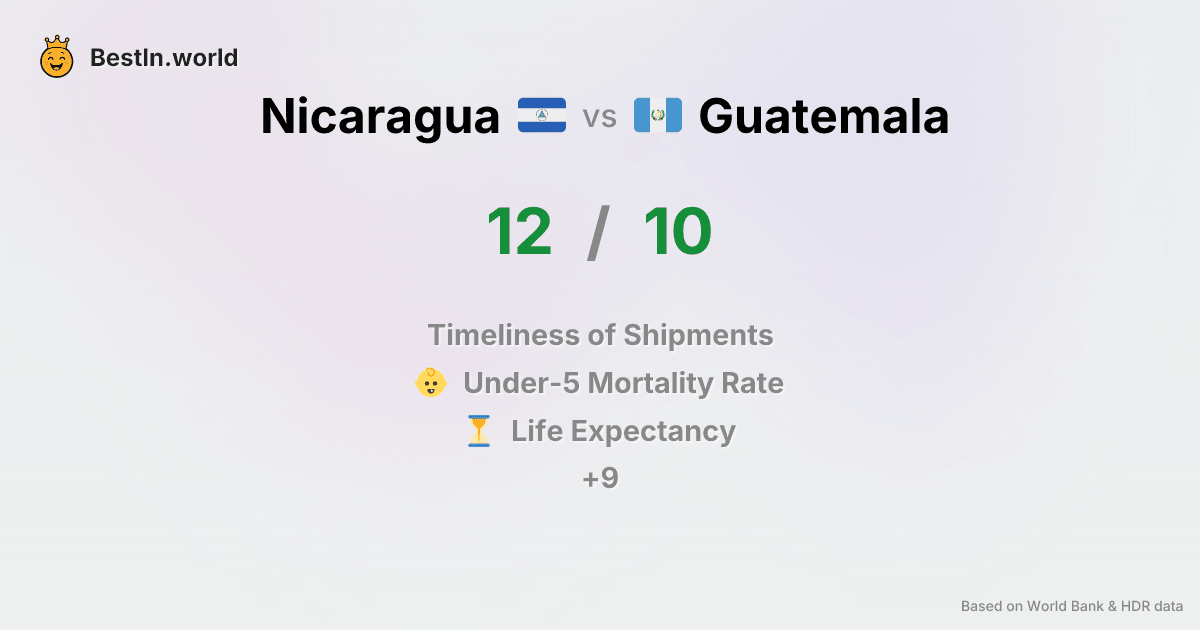 BestIn.world
Nicaragua vs Guatemala
12 / 10
Timeliness of Shipments
Under-5 Mortality Rate
Life Expectancy
+9
Based on World Bank & HDR data